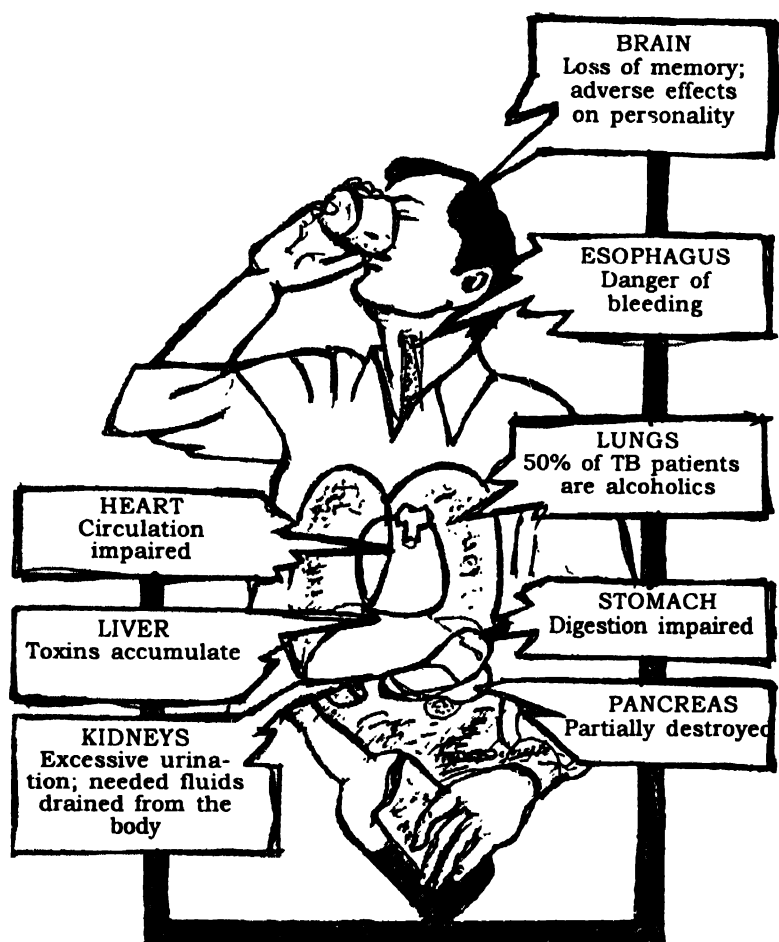 BRAIN
Loss of memory;
adverse effects
on personality
ESOPHAGUS
Danger of
bleeding
LUNGS
50% of TB patients
are alcoholics
HEART
Circulation
impaired
STOMACH
Digestion impaired
LIVER
Toxins accumulate
PANCREAS
Partially destroyed
KIDNEYS
Excessive urina-
tion; needed fluids
drained from the
body